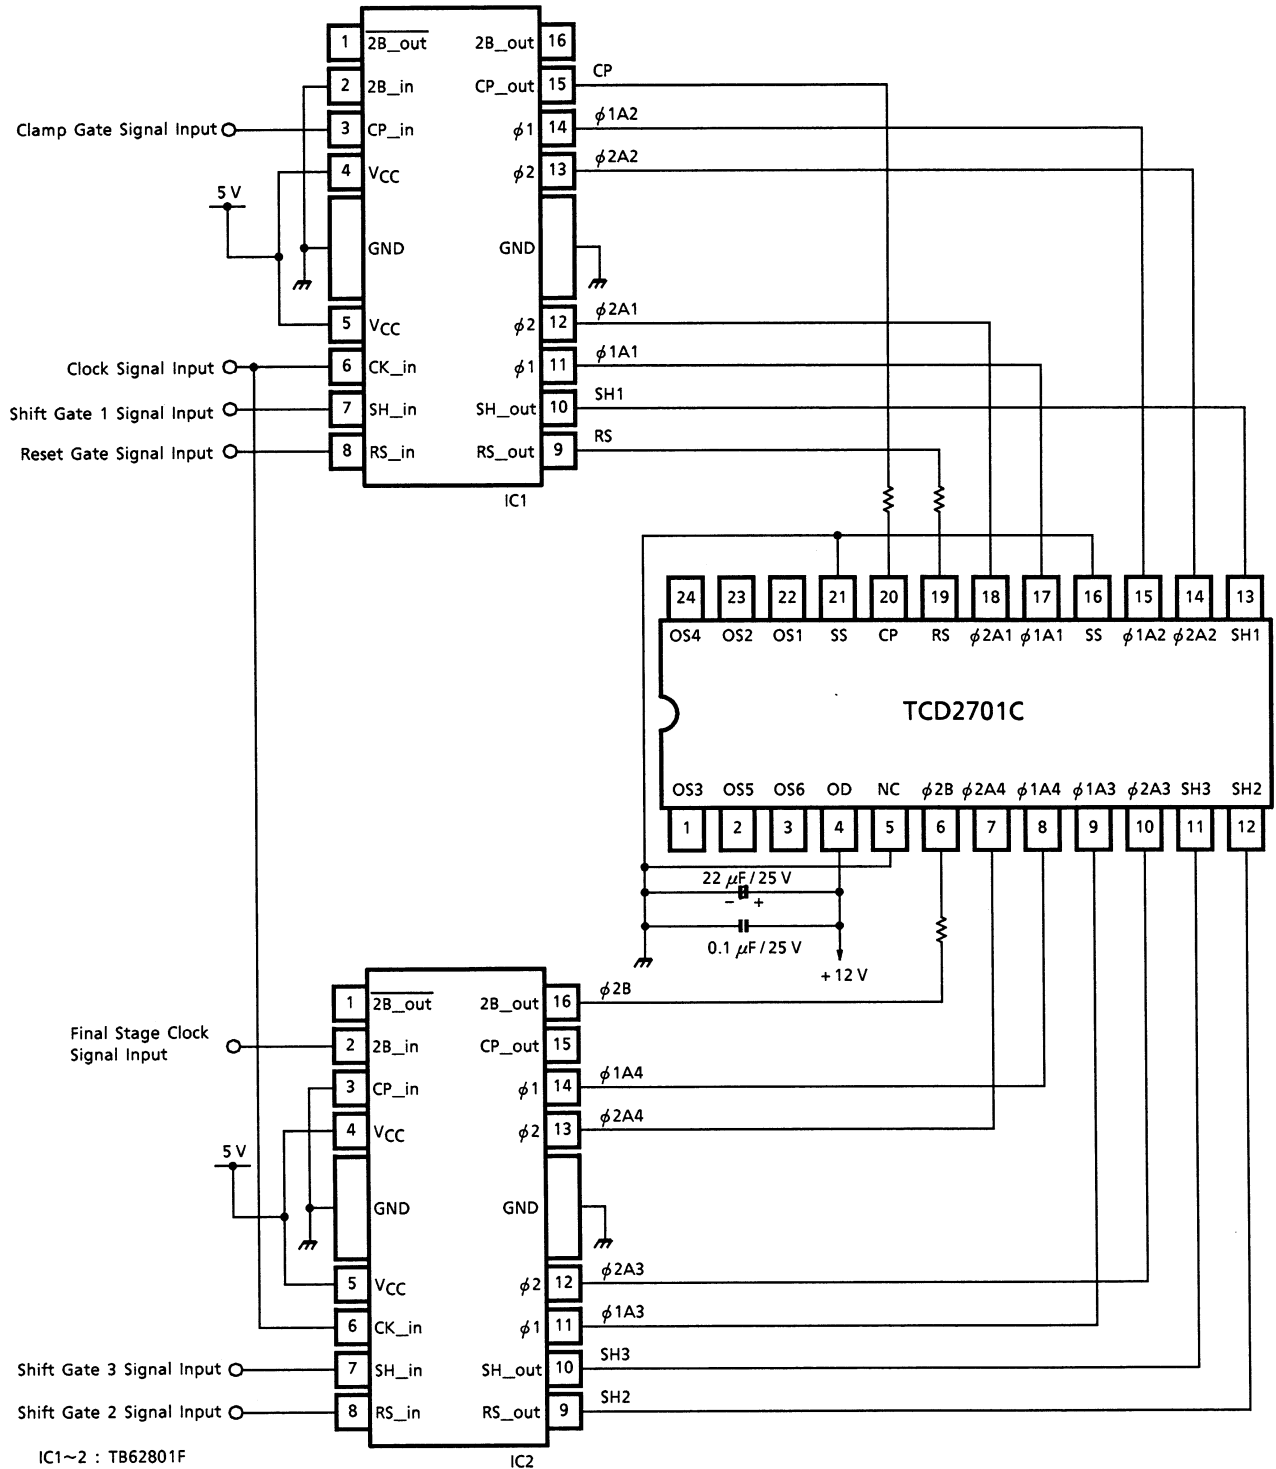 1 2B_out 2B_out 16
2 2B_in CP_out 15 CP
Clamp Gate Signal Input 3 CP_in ϕ1 14 ϕ1A2
4 VCC ϕ2 13 ϕ2A2
5 V
GND GND
5 VCC ϕ2 12 ϕ2A1
Clock Signal Input 6 CK_in ϕ1 11 ϕ1A1
Shift Gate 1 Signal Input 7 SH_in SH_out 10 SH1
Reset Gate Signal Input 8 RS_in RS_out 9 RS
IC1
24 23 22 21 20 19 18 17 16 15 14 13
OS4 OS2 OS1 SS CP RS ϕ2A1 ϕ1A1 SS ϕ1A2 ϕ2A2 SH1
TCD2701C
OS3 OS5 OS6 OD NC ϕ2B ϕ2A4 ϕ1A4 ϕ1A3 ϕ2A3 SH3 SH2
1 2 3 4 5 6 7 8 9 10 11 12
22 μF/25 V
− +
0.1 μF/25 V
+12 V
1 2B_out 2B_out 16 ϕ2B
Final Stage Clock
Signal Input
2 2B_in CP_out 15
3 CP_in ϕ1 14 ϕ1A4
4 VCC ϕ2 13 ϕ2A4
5 V
GND GND
5 VCC ϕ2 12 ϕ2A3
6 CK_in ϕ1 11 ϕ1A3
Shift Gate 3 Signal Input 7 SH_in SH_out 10 SH3
Shift Gate 2 Signal Input 8 RS_in RS_out 9 SH2
IC2
IC1~2 : TB62801F